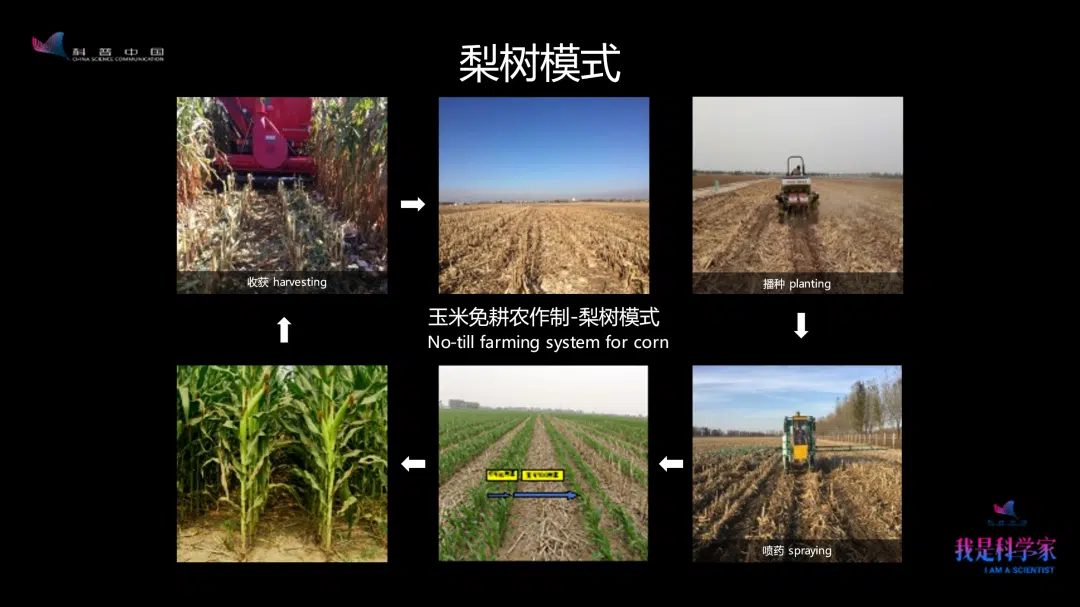 科普中国
CHINA SCIENCE COMMUNICATION
梨树模式
收获 harvesting
播种 planting
玉米免耕农作制-梨树模式
No-till farming system for corn
喷药 spraying
我是科学家
I AM A SCIENTIST